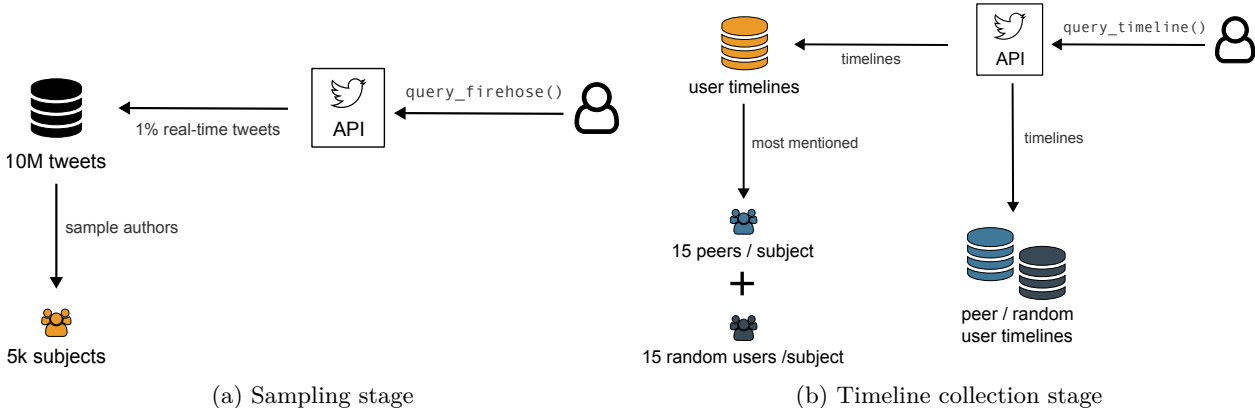 query_firehose()
API
1% real-time tweets
10M tweets
sample authors
5k subjects
(a) Sampling stage
query_timeline()
API
timelines
user timelines
most mentioned
timelines
15 peers / subject
+
15 random users /subject
peer / random
user timelines
(b) Timeline collection stage